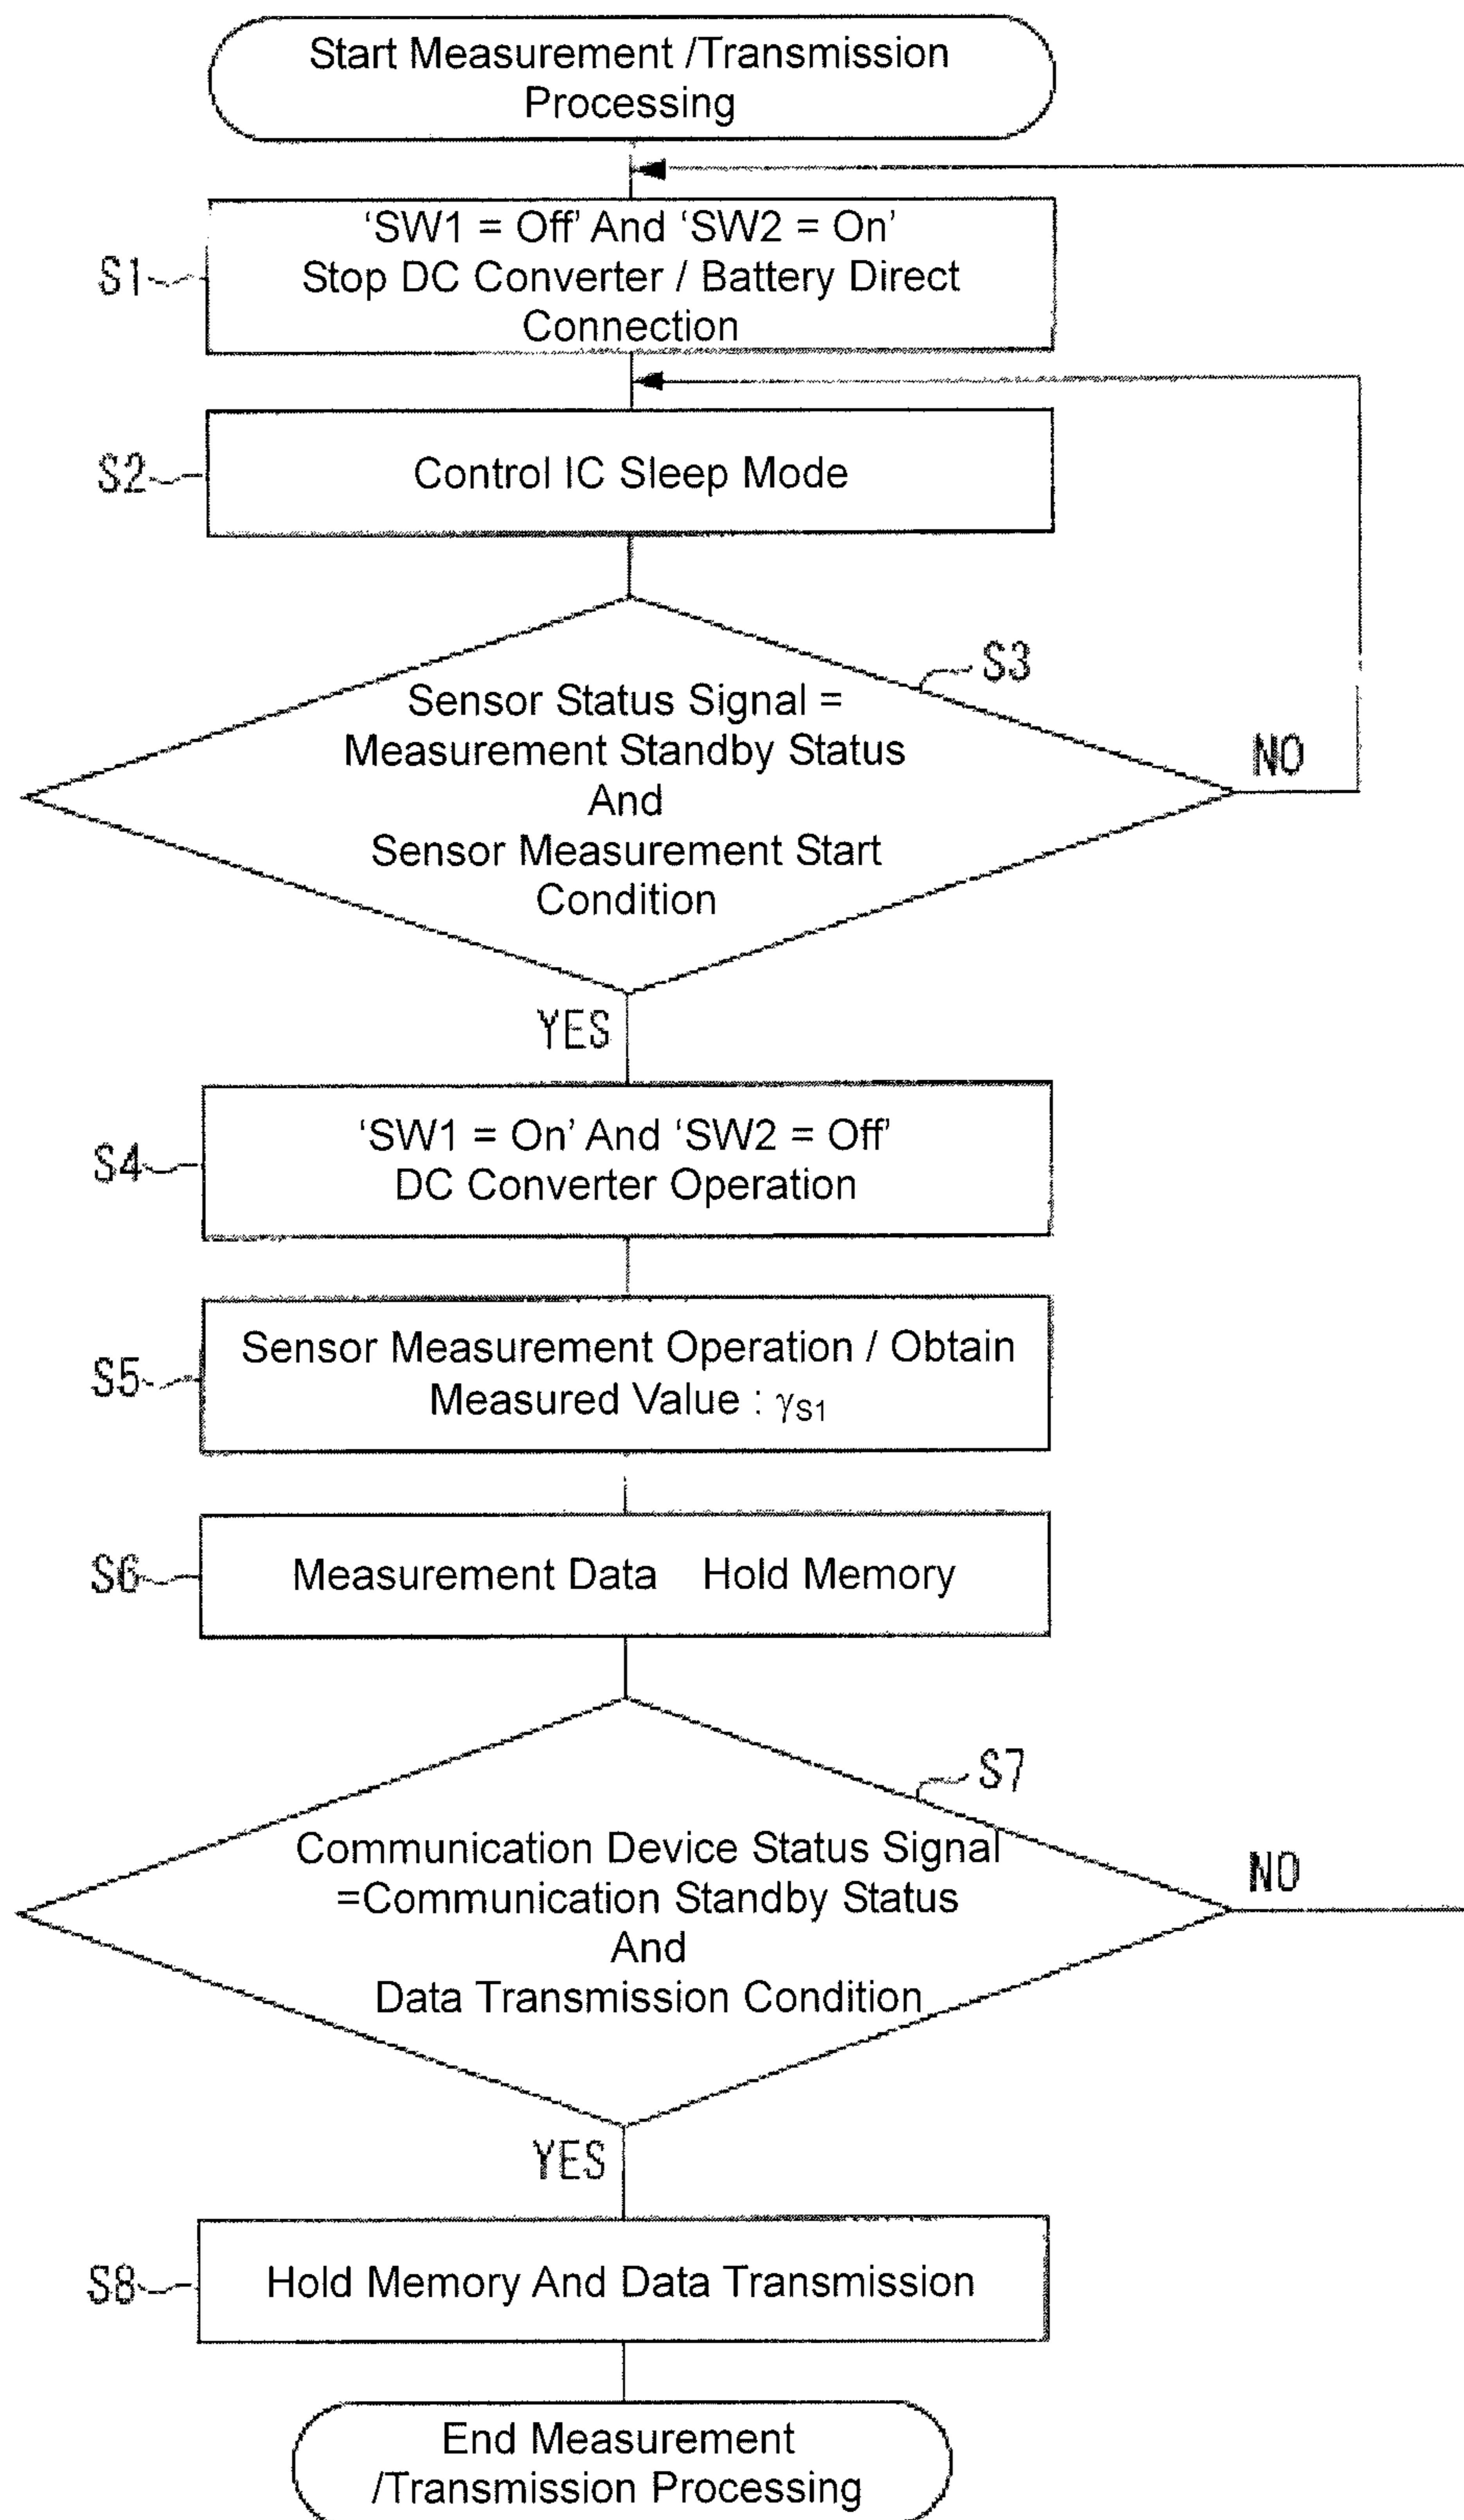 Start Measurement /Transmission
Processing
'SW1 = Off' And 'SW2 = On'
Stop DC Converter / Battery Direct
Connection
S1
Control IC Sleep Mode
S2
S3
Sensor Status Signal =
Measurement Standby Status
And
Sensor Measurement Start
Condition
NO
YES
'SW1 = On' And 'SW2 = Off'
DC Converter Operation
S4
Sensor Measurement Operation / Obtain
Measured Value : γS1
S5
Measurement Data Hold Memory
S6
S7
Communication Device Status Signal
=Communication Standby Status
And
Data Transmission Condition
NO
YES
Hold Memory And Data Transmission
S8
End Measurement
/Transmission Processing